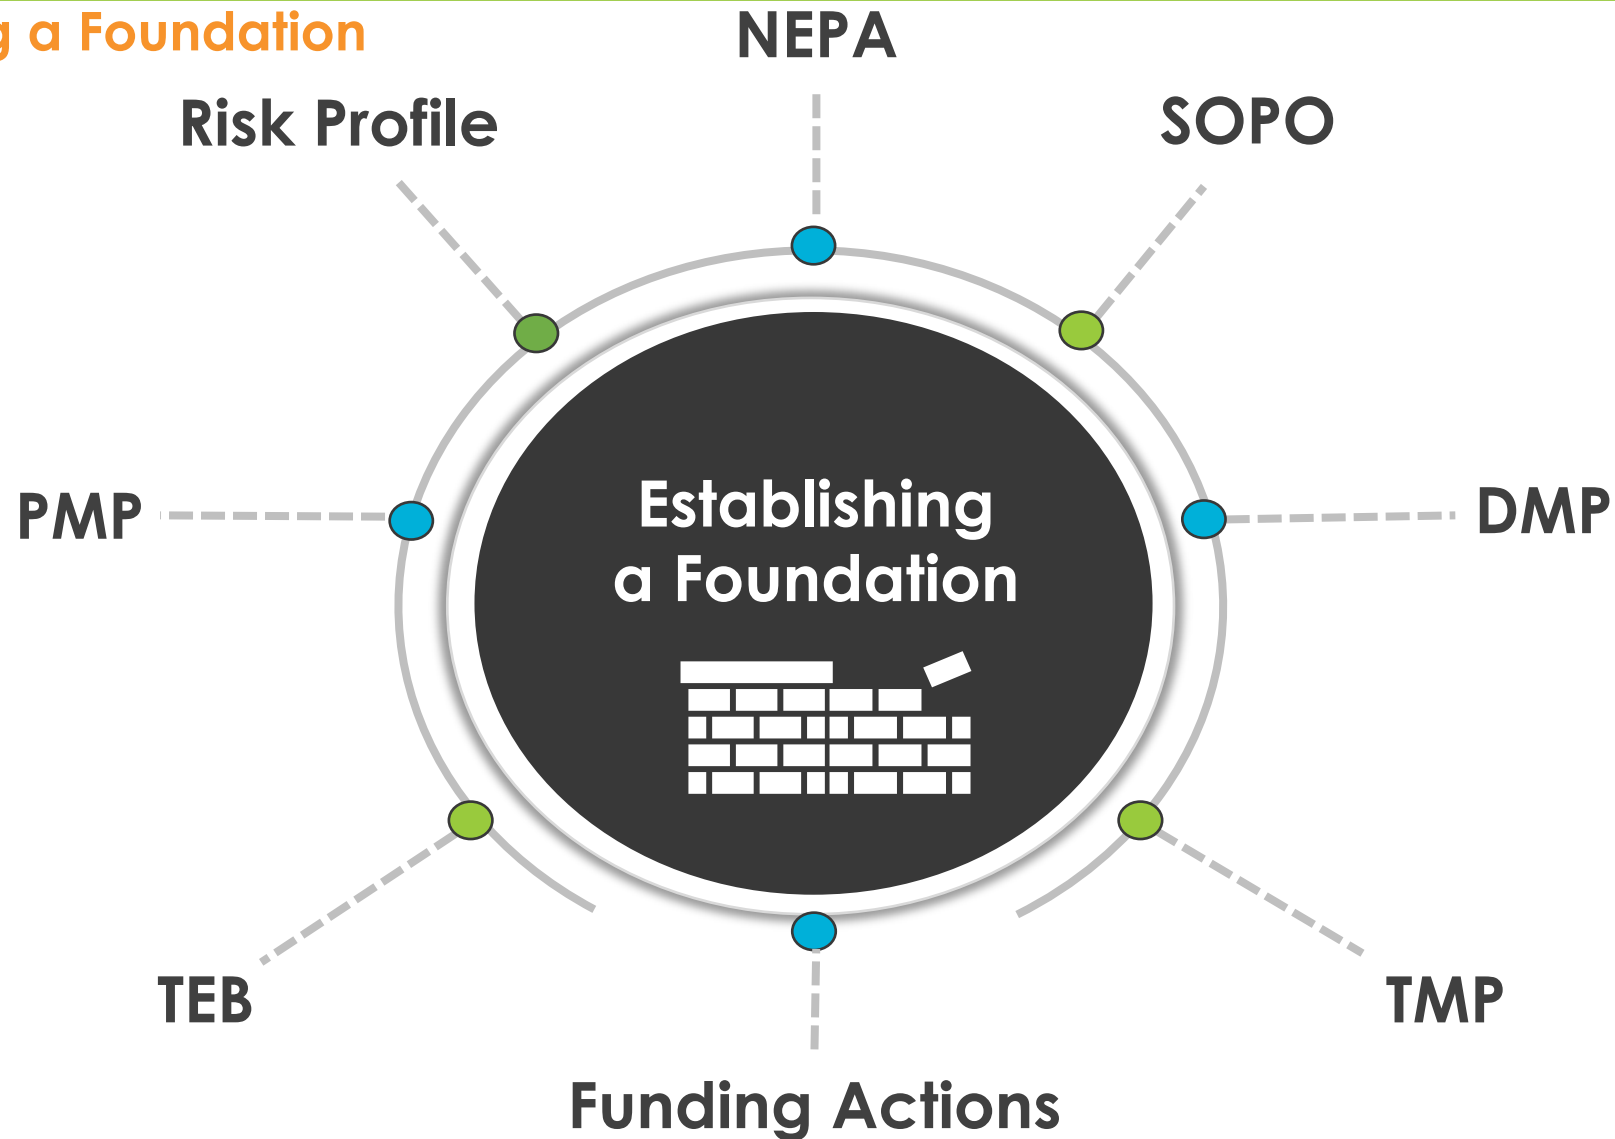 g a Foundation
NEPA
Risk Profile
SOPO
PMP
Establishing
a Foundation
DMP
TEB
TMP
Funding Actions